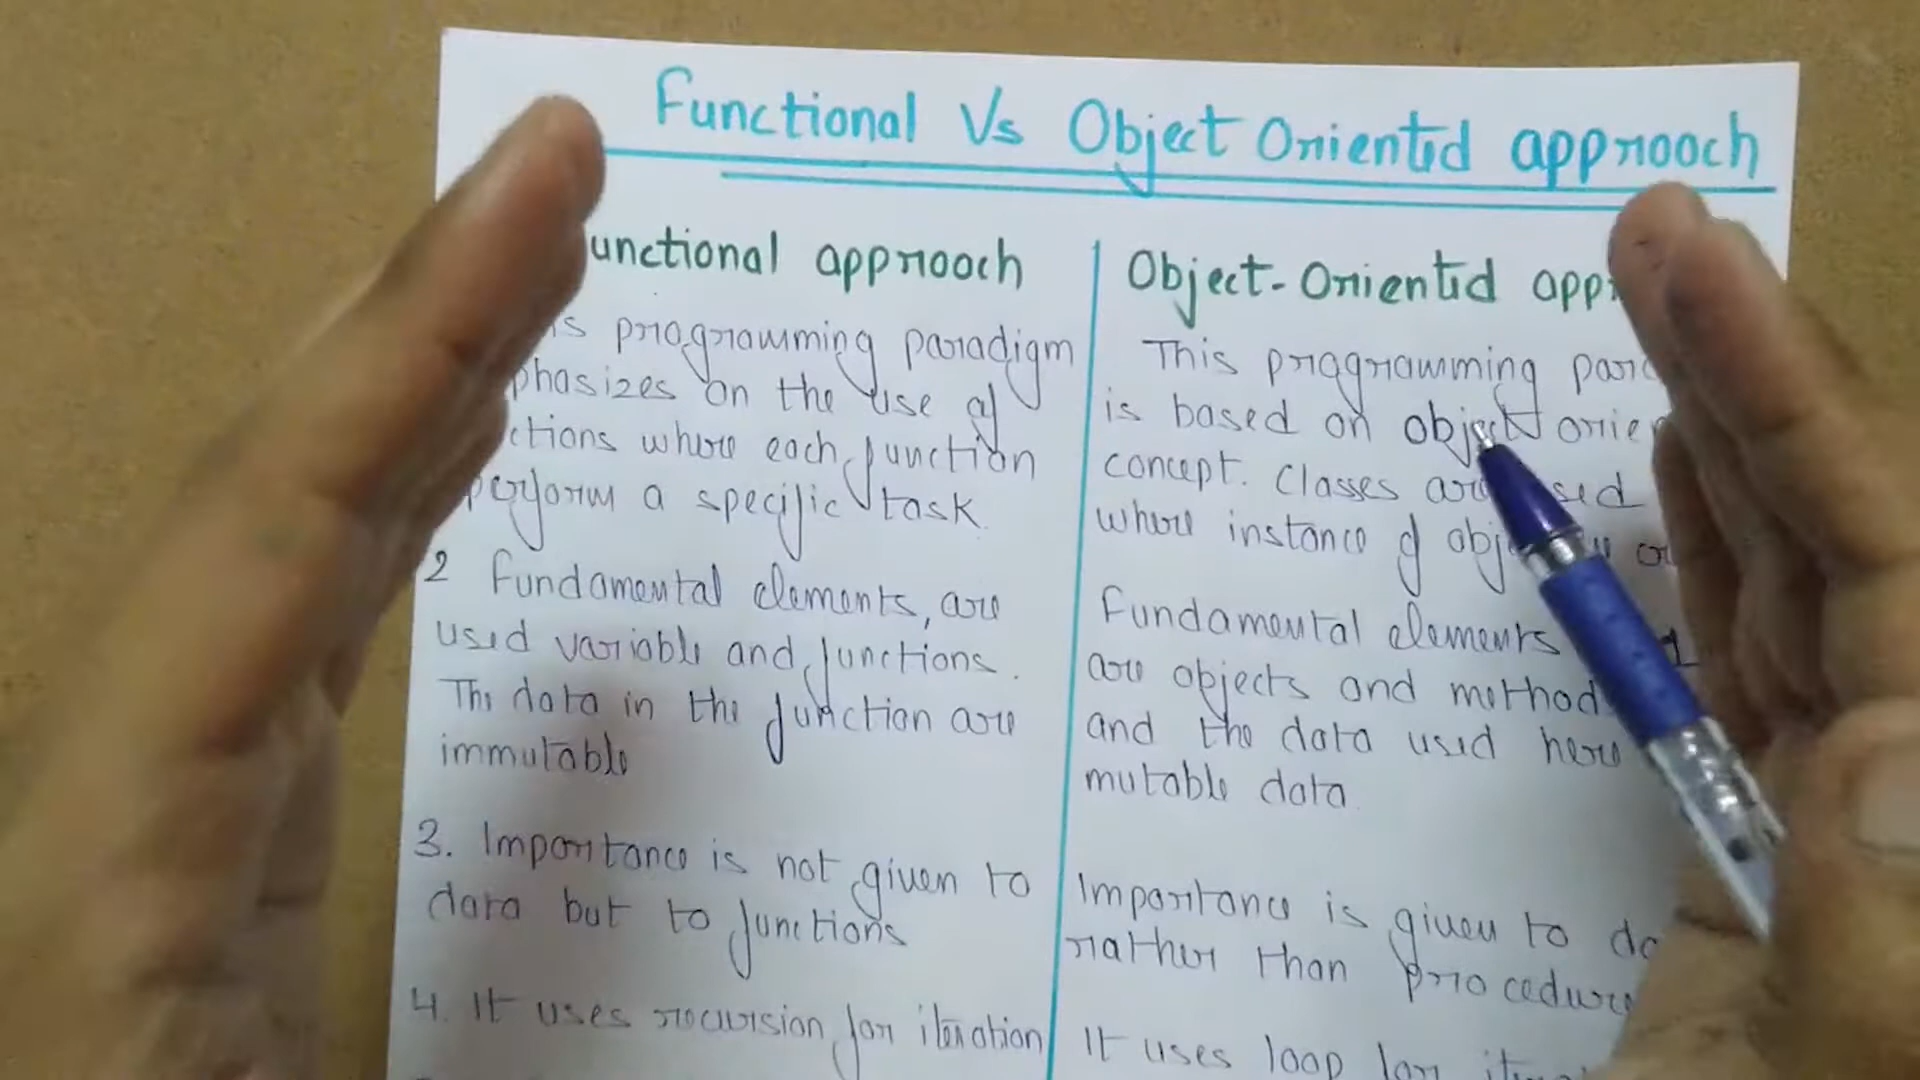 Functional Vs Object Oriented approach
unctional approach
is programming paradigm
phasizes on the use of
ctions where each function
perform a specific task.
2 Fundamental elements, are
used variable and functions.
The data in the function are
immutable
3. Importance is not given to
data but to functions
4. It uses recursion for iteration
Object-Oriented app
This programming para
is based on object orie
concept. Classes are sed
where instance of obj
Fundamental elements
are objects and method
and the data used here
mutable data
Importance is given to da
rather than procedure
It uses loop for